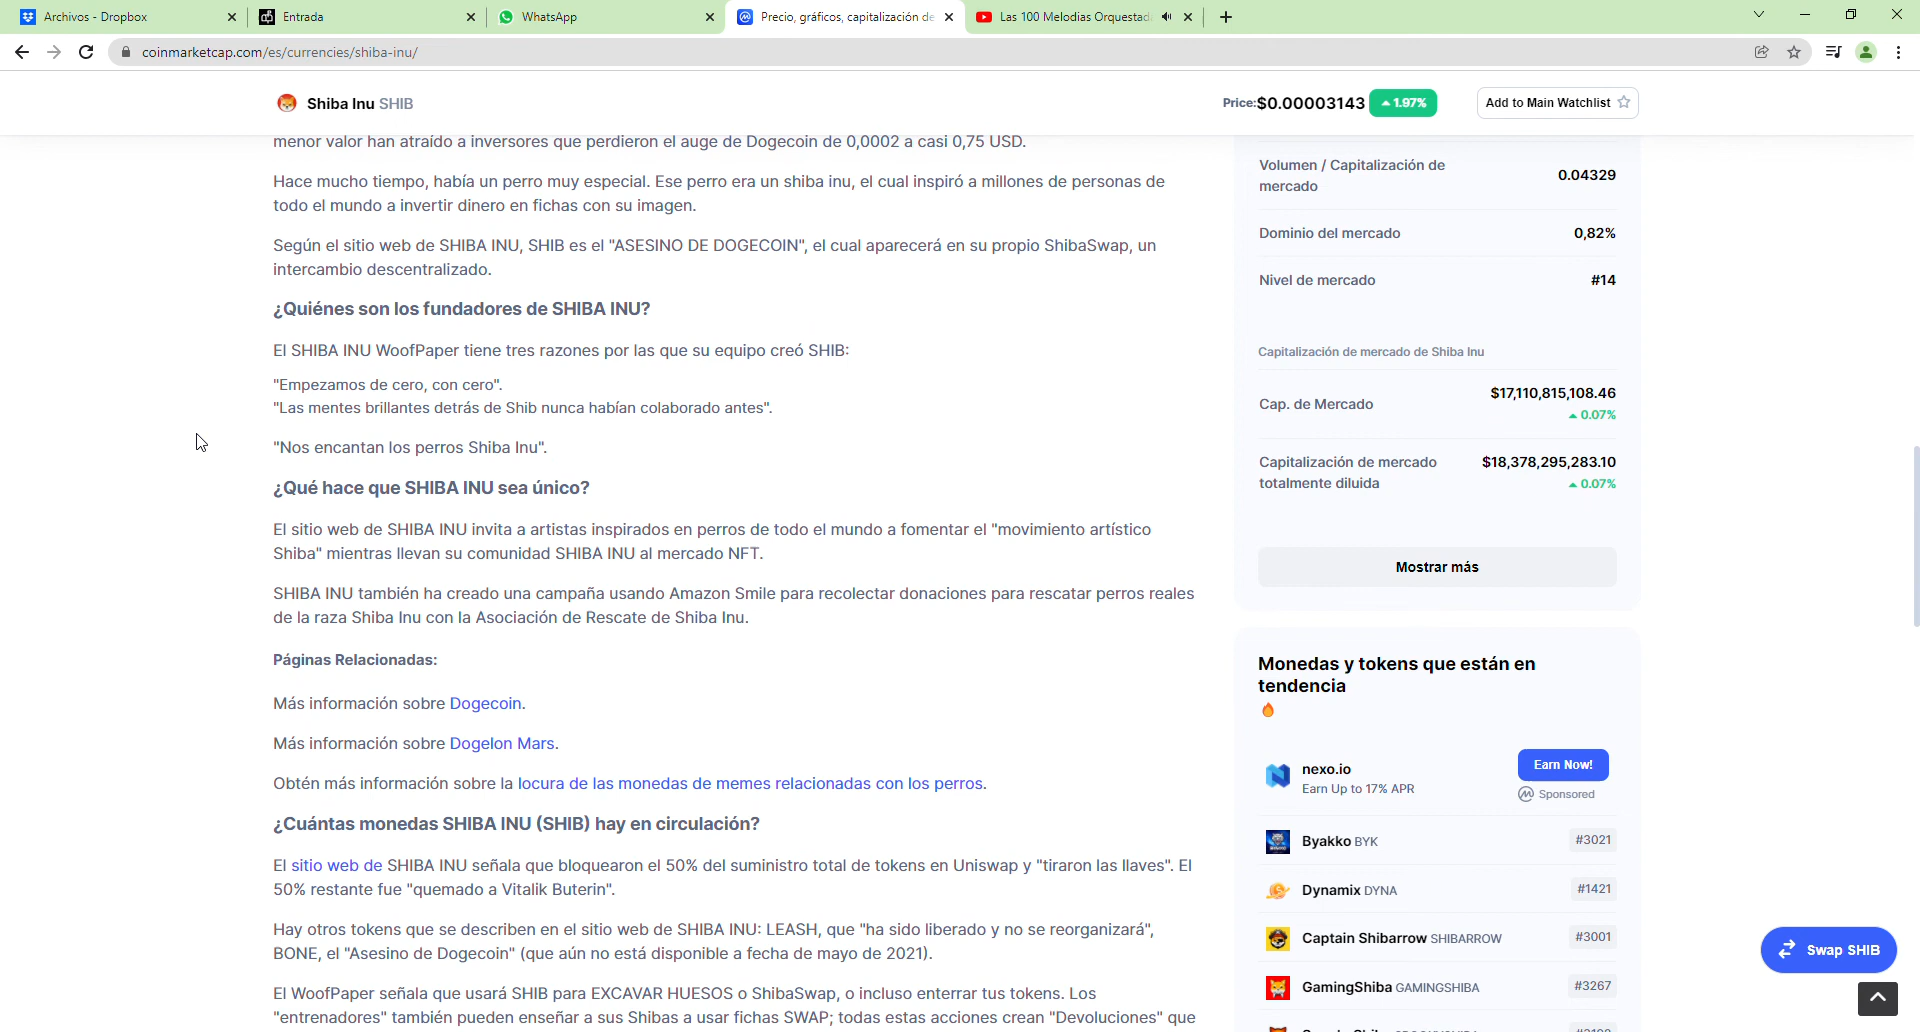 Archivos - Dropbox
Entrada
WhatsApp
Precio, gráficos, capitalización de
Las 100 Melodias Orquestad
coinmarketcap.com/es/currencies/shiba-inu/
Shiba Inu SHIB
Price:$0.00003143 1.97%
Add to Main Watchlist
menor valor han atraído a inversores que perdieron el auge de Dogecoin de 0,0002 a casi 0,75 USD.
Hace mucho tiempo, había un perro muy especial. Ese perro era un shiba inu, el cual inspiró a millones de personas de
todo el mundo a invertir dinero en fichas con su imagen.
Según el sitio web de SHIBA INU, SHIB es el "ASESINO DE DOGECOIN", el cual aparecerá en su propio ShibaSwap, un
intercambio descentralizado.
¿Quiénes son los fundadores de SHIBA INU?
El SHIBA INU WoofPaper tiene tres razones por las que su equipo creó SHIB:
"Empezamos de cero, con cero".
"Las mentes brillantes detrás de Shib nunca habían colaborado antes".
"Nos encantan los perros Shiba Inu".
¿Qué hace que SHIBA INU sea único?
El sitio web de SHIBA INU invita a artistas inspirados en perros de todo el mundo a fomentar el "movimiento artístico
Shiba" mientras llevan su comunidad SHIBA INU al mercado NFT.
SHIBA INU también ha creado una campaña usando Amazon Smile para recolectar donaciones para rescatar perros reales
de la raza Shiba Inu con la Asociación de Rescate de Shiba Inu.
Páginas Relacionadas:
Más información sobre Dogecoin.
Más información sobre Dogelon Mars.
Obtén más información sobre la locura de las monedas de memes relacionadas con los perros.
¿Cuántas monedas SHIBA INU (SHIB) hay en circulación?
El sitio web de SHIBA INU señala que bloquearon el 50% del suministro total de tokens en Uniswap y "tiraron las llaves". El
50% restante fue "quemado a Vitalik Buterin".
Hay otros tokens que se describen en el sitio web de SHIBA INU: LEASH, que "ha sido liberado y no se reorganizará",
BONE, el "Asesino de Dogecoin" (que aún no está disponible a fecha de mayo de 2021).
El WoofPaper señala que usará SHIB para EXCAVAR HUESOS o ShibaSwap, o incluso enterrar tus tokens. Los
"entrenadores" también pueden enseñar a sus Shibas a usar fichas SWAP; todas estas acciones crean "Devoluciones" que
Volumen / Capitalización de
mercado
0.04329
Dominio del mercado 0,82%
Nivel de mercado #14
Capitalización de mercado de Shiba Inu
Cap. de Mercado
$17,110,815,108.46
0.07%
Capitalización de mercado
totalmente diluida
$18,378,295,283.10
0.07%
Mostrar más
Monedas y tokens que están en
tendencia
nexo.io
Earn Up to 17% APR
Earn Now!
Sponsored
Byakko BYK #3021
Dynamix DYNA #1421
Captain Shibarrow SHIBARROW #3001
GamingShiba GAMINGSHIBA #3267
Swap SHIB